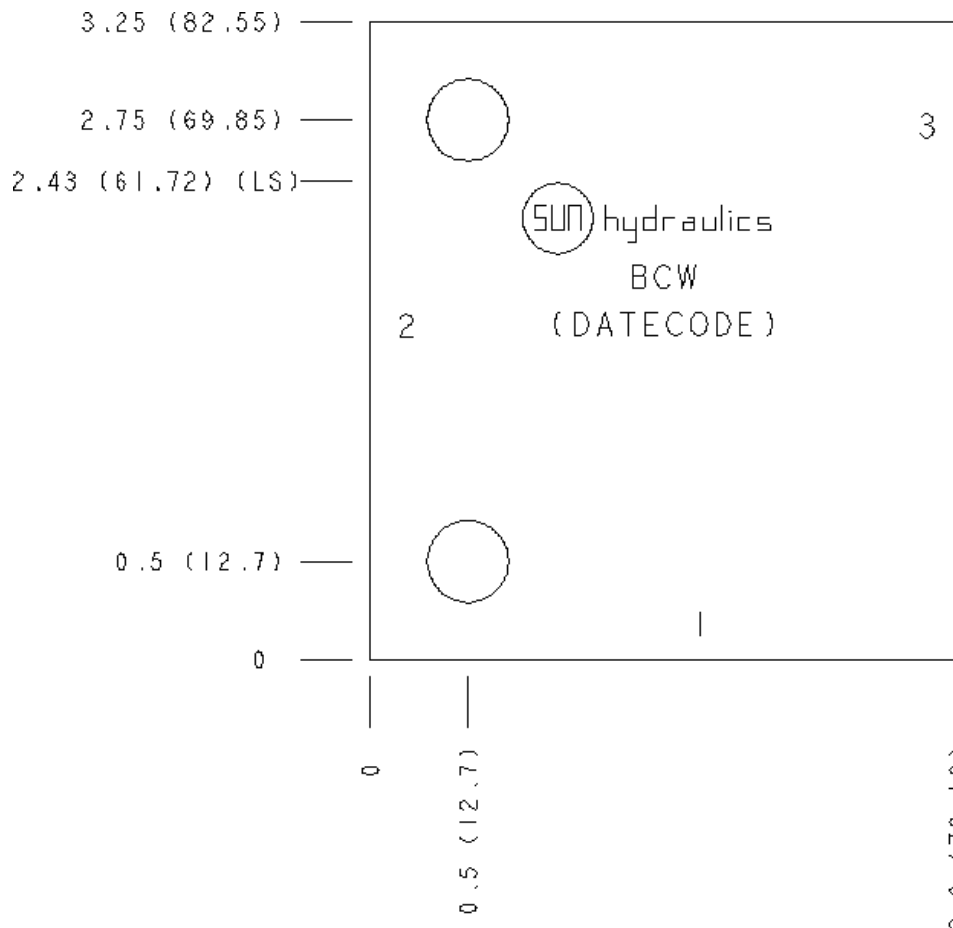 3.25 (82.55)
2.75 (69.85)
3
2.43 (61.72) (LS)
SUN hydraulics
BCW
2
(DATECODE)
0.5 (12.7)
1
0
0
0.5 (12.7)